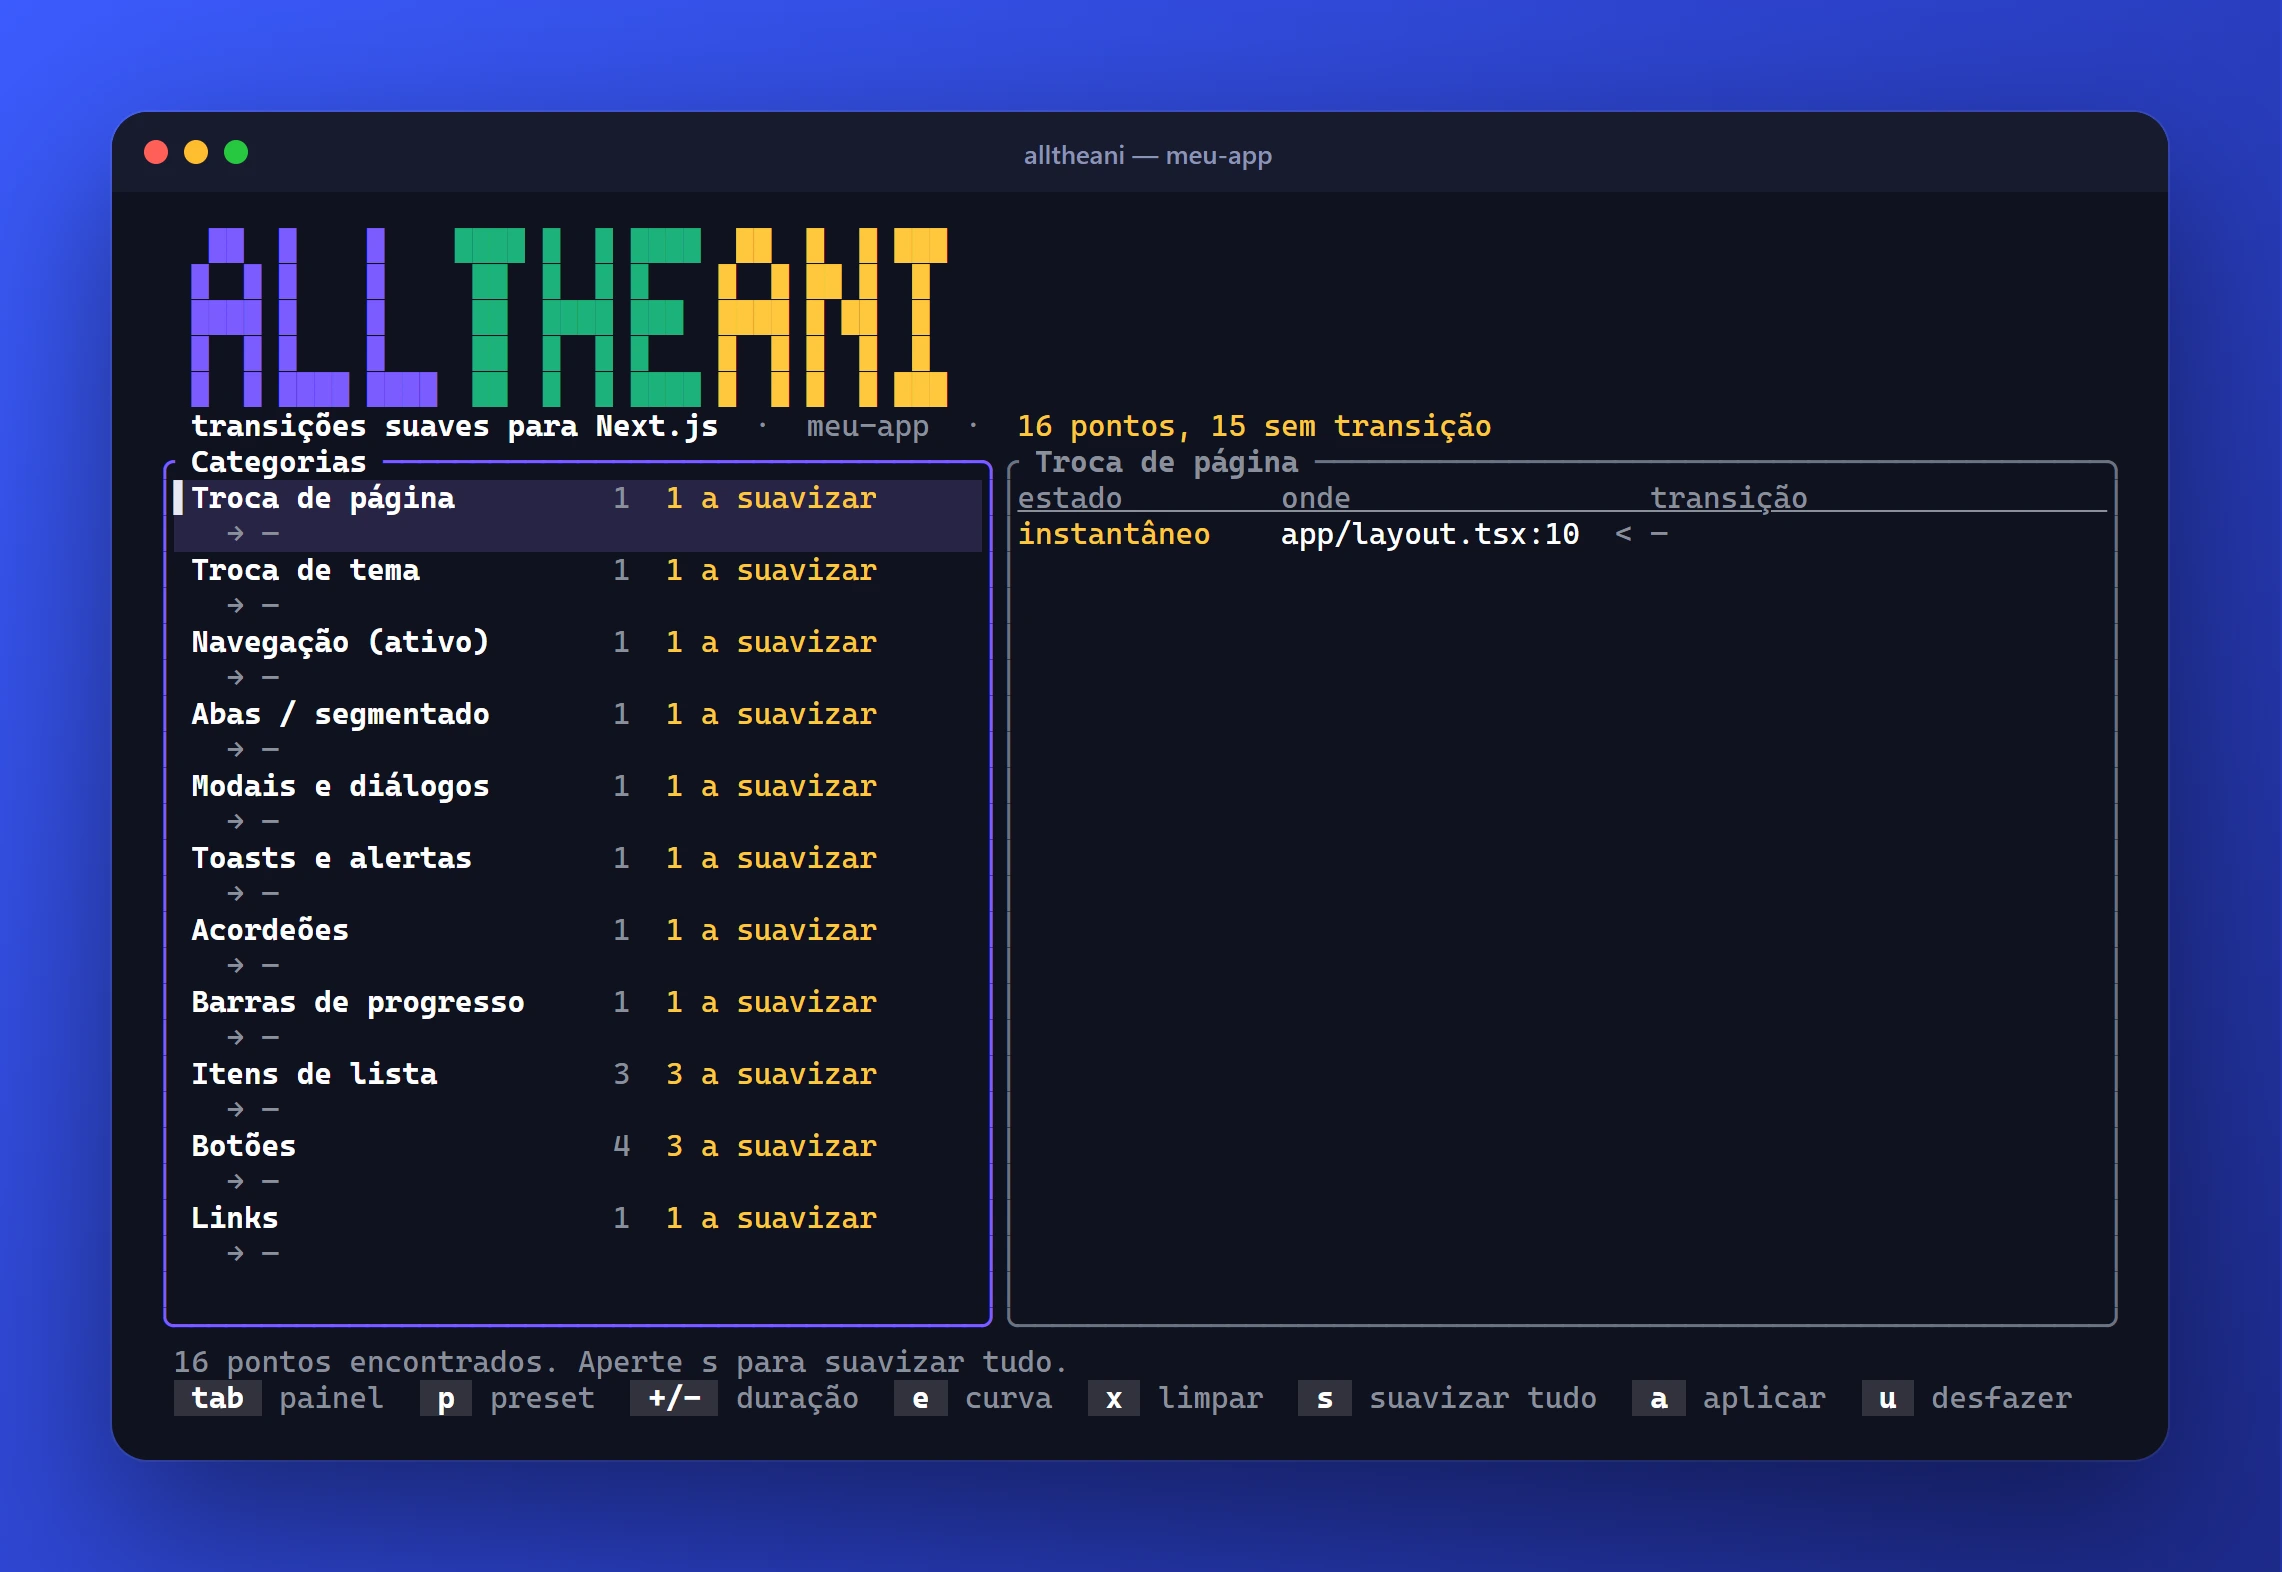 alltheani — meu-app
ALL THE ANI
transições suaves para Next.js · meu-app · 16 pontos, 15 sem transição
Categorias
Troca de página 1 1 a suavizar
→ —
Troca de tema 1 1 a suavizar
→ —
Navegação (ativo) 1 1 a suavizar
→ —
Abas / segmentado 1 1 a suavizar
→ —
Modais e diálogos 1 1 a suavizar
→ —
Toasts e alertas 1 1 a suavizar
→ —
Acordeões 1 1 a suavizar
→ —
Barras de progresso 1 1 a suavizar
→ —
Itens de lista 3 3 a suavizar
→ —
Botões 4 3 a suavizar
→ —
Links 1 1 a suavizar
→ —
Troca de página
estado onde transição
instantâneo app/layout.tsx:10 < —
16 pontos encontrados. Aperte s para suavizar tudo.
tab painel p preset +/− duração e curva x limpar s suavizar tudo a aplicar u desfazer